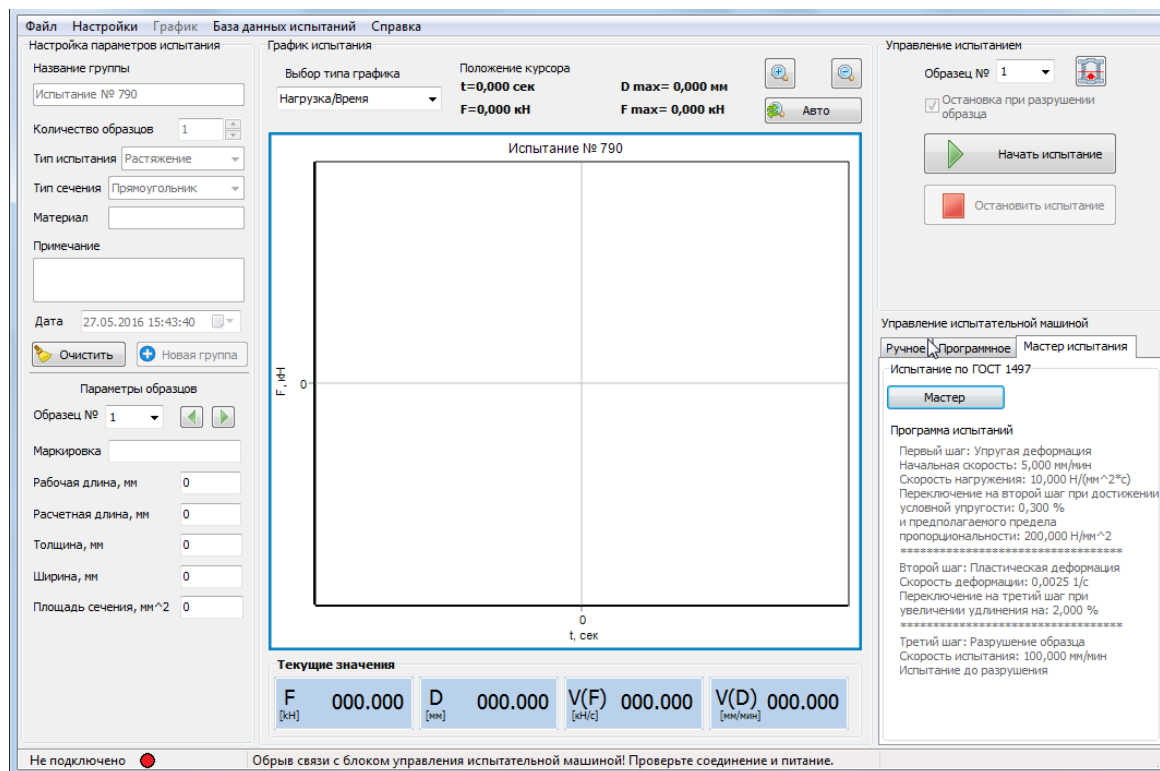 Файл Настройки График База данных испытаний Справка
Настройка параметров испытания
Название группы
Испытание № 790
Количество образцов 1
Тип испытания Растяжение
Тип сечения Прямоугольник
Материал
Примечание
Дата 27.05.2016 15:43:40
Очистить Новая группа
Параметры образцов
Образец № 1
Маркировка
Рабочая длина, мм 0
Расчетная длина, мм 0
Толщина, мм 0
Ширина, мм 0
Площадь сечения, мм^2 0
График испытания
Выбор типа графика
Нагрузка/Время
Положение курсора
t=0,000 сек D max= 0,000 мм
F=0,000 кН F max= 0,000 кН
Авто
Испытание № 790
F, кН
0
0
t, сек
Текущие значения
F [кН] 000.000
D [мм] 000.000
V(F) [кН/с] 000.000
V(D) [мм/мин] 000.000
Управление испытанием
Образец № 1
Остановка при разрушении
образца
Начать испытание
Остановить испытание
Управление испытательной машиной
Ручное Программное Мастер испытания
Испытание по ГОСТ 1497
Мастер
Программа испытаний
Первый шаг: Упругая деформация
Начальная скорость: 5,000 мм/мин
Скорость нагружения: 10,000 Н/(мм^2*с)
Переключение на второй шаг при достижении
условной упругости: 0,300 %
и предполагаемого предела
пропорциональности: 200,000 Н/мм^2
**********************************
Второй шаг: Пластическая деформация
Скорость деформации: 0,0025 1/с
Переключение на третий шаг при
увеличении удлинения на: 2,000 %
**********************************
Третий шаг: Разрушение образца
Скорость испытания: 100,000 мм/мин
Испытание до разрушения
Не подключено Обрыв связи с блоком управления испытательной машиной! Проверьте соединение и питание.